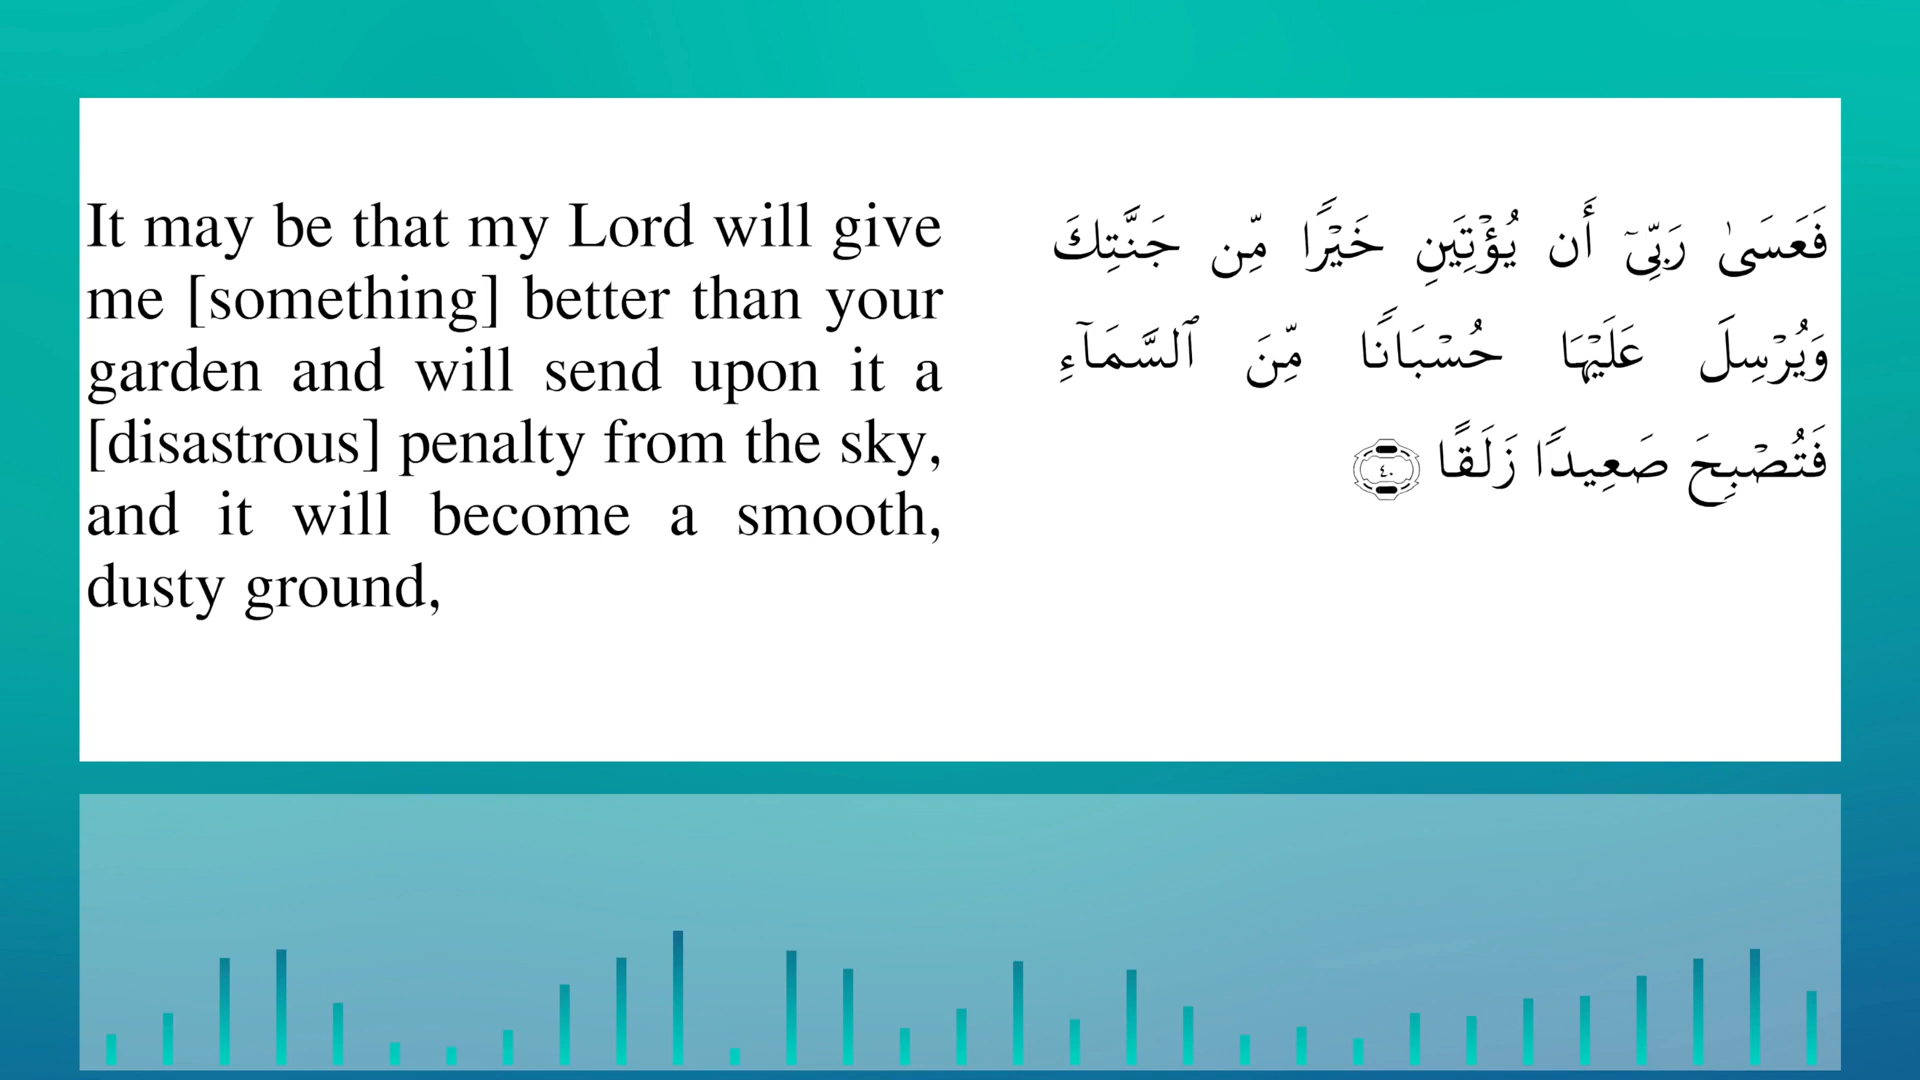 It may be that my Lord will give
me [something] better than your
garden and will send upon it a
[disastrous] penalty from the sky,
and it will become a smooth,
dusty ground,
فَعَسَىٰ رَبِّيٓ أَن يُؤْتِيَنِ خَيْرًا مِّن جَنَّتِكَ
وَيُرْسِلَ عَلَيْهَا حُسْبَانًا مِّنَ ٱلسَّمَآءِ
فَتُصْبِحَ صَعِيدًا زَلَقًا ٤٠